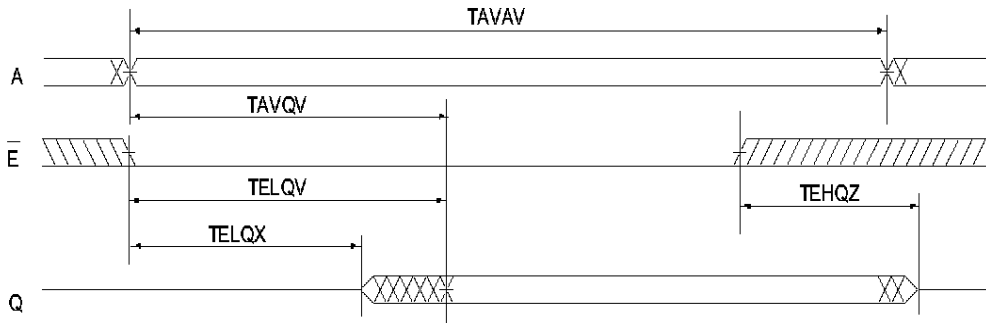 TAVAV
A
TAVQV
E̅
TELQV
TEHQZ
TELQX
Q